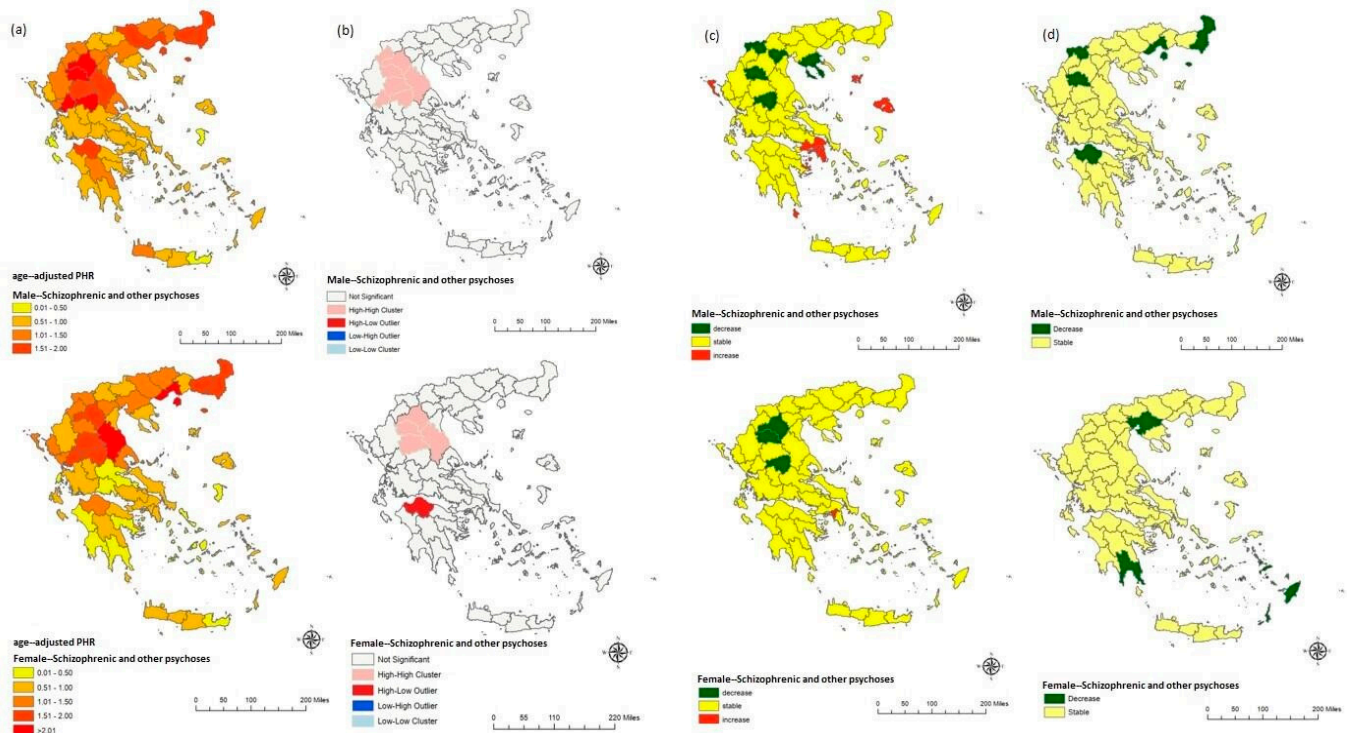 (a)
age--adjusted PHR
Male--Schizophrenic and other psychoses
0.01 - 0.50
0.51 - 1.00
1.01 - 1.50
1.51 - 2.00
0 50 100 200 Miles
(b)
Male--Schizophrenic and other psychoses
Not Significant
High-High Cluster
High-Low Outlier
Low-High Outlier
Low-Low Cluster
0 50 100 200 Miles
(c)
Male--Schizophrenic and other psychoses
decrease
stable
increase
0 50 100 200 Miles
(d)
Male--Schizophrenic and other psychoses
Decrease
Stable
0 50 100 200 Miles
age--adjusted PHR
Female--Schizophrenic and other psychoses
0.01 - 0.50
0.51 - 1.00
1.01 - 1.50
1.51 - 2.00
>2.01
0 50 100 200 Miles
Female--Schizophrenic and other psychoses
Not Significant
High-High Cluster
High-Low Outlier
Low-High Outlier
Low-Low Cluster
0 55 110 220 Miles
Female--Schizophrenic and other psychoses
decrease
stable
increase
0 50 100 200 Miles
Female--Schizophrenic and other psychoses
Decrease
Stable
0 50 100 200 Miles